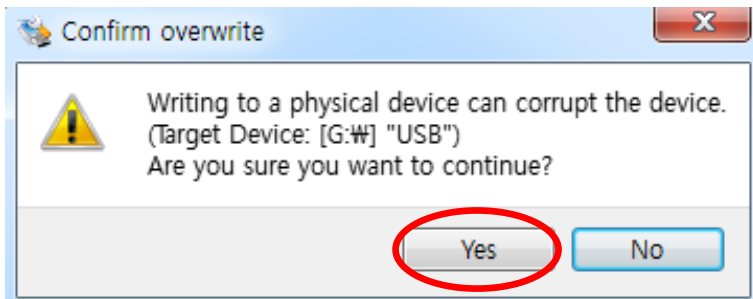 Confirm overwrite
Writing to a physical device can corrupt the device.
(Target Device: [G:₩] "USB")
Are you sure you want to continue?
Yes
No